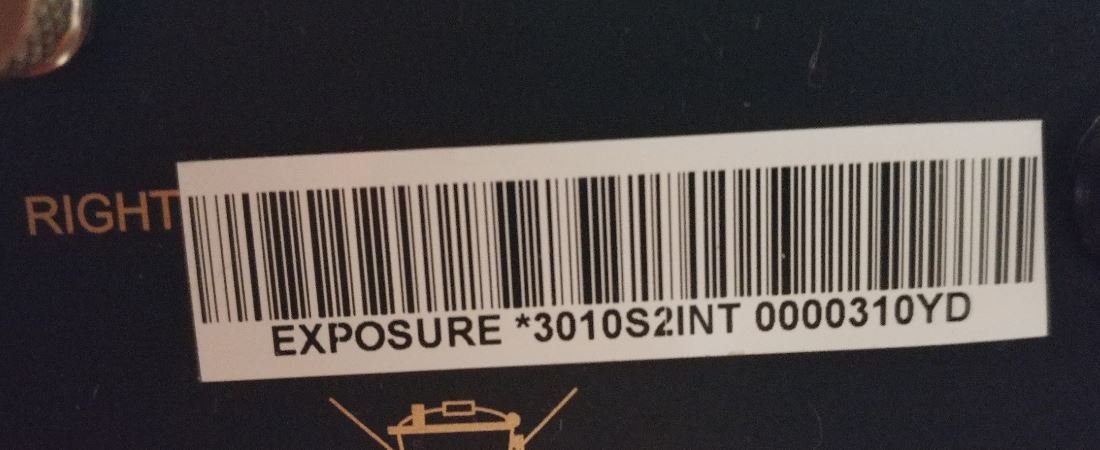 RIGHT
EXPOSURE *3010S2INT 0000310YD